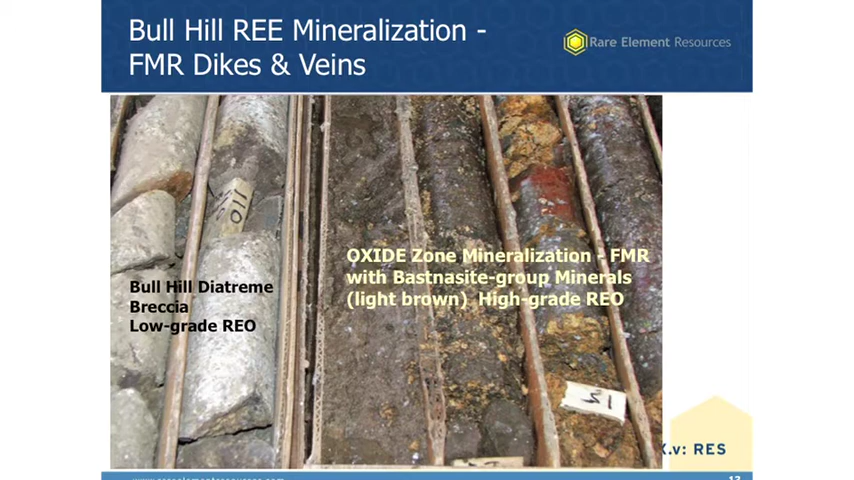 Bull Hill REE Mineralization -
FMR Dikes & Veins
Rare Element Resources
OXIDE Zone Mineralization - FMR
with Bastnasite-group Minerals
(light brown) High-grade REO
Bull Hill Diatreme
Breccia
Low-grade REO
110
X.v: RES